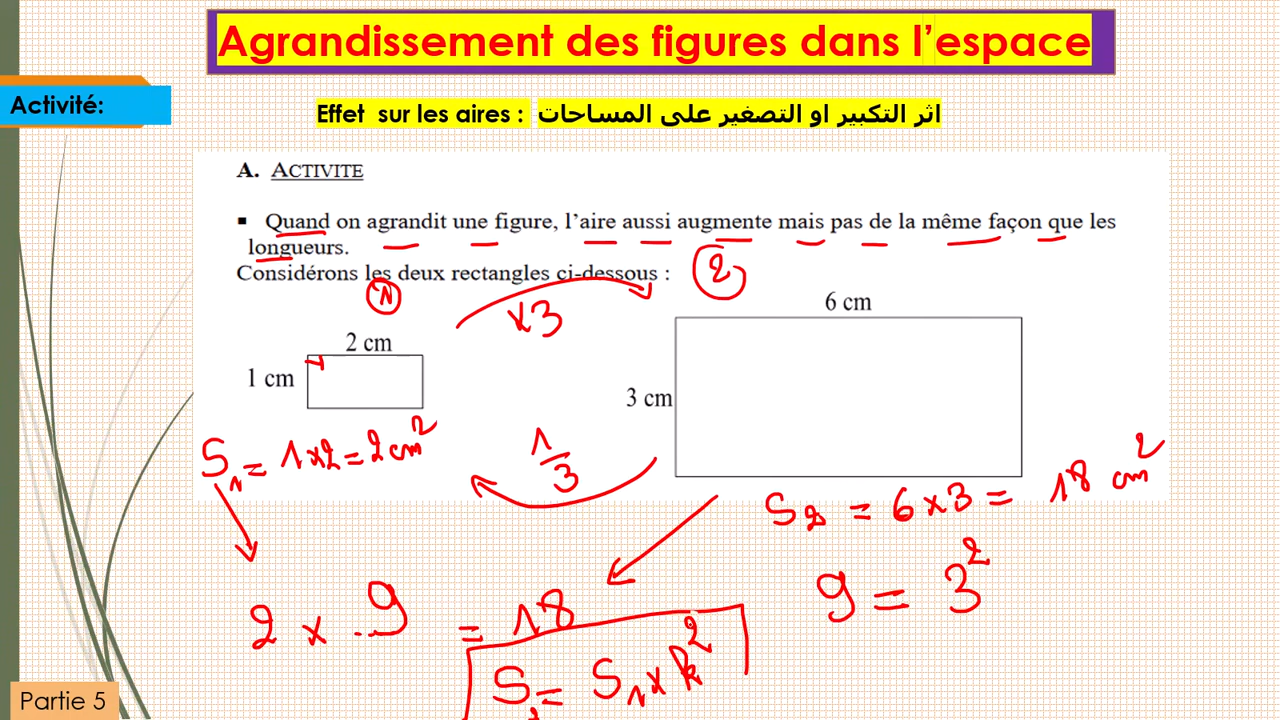 Agrandissement des figures dans l'espace
Activité:
Effet sur les aires : اثر التكبير او التصغير على المساحات
A. ACTIVITE
▪ Quand on agrandit une figure, l'aire aussi augmente mais pas de la même façon que les
longueurs.
Considérons les deux rectangles ci-dessous :
1
2
×3
6 cm
2 cm
1 cm
3 cm
S1 = 1×2 = 2 cm²
1/3
S2 = 6×3 = 18 cm²
9 = 3²
2 × 9 = 18
S2 = S1 × k²
Partie 5